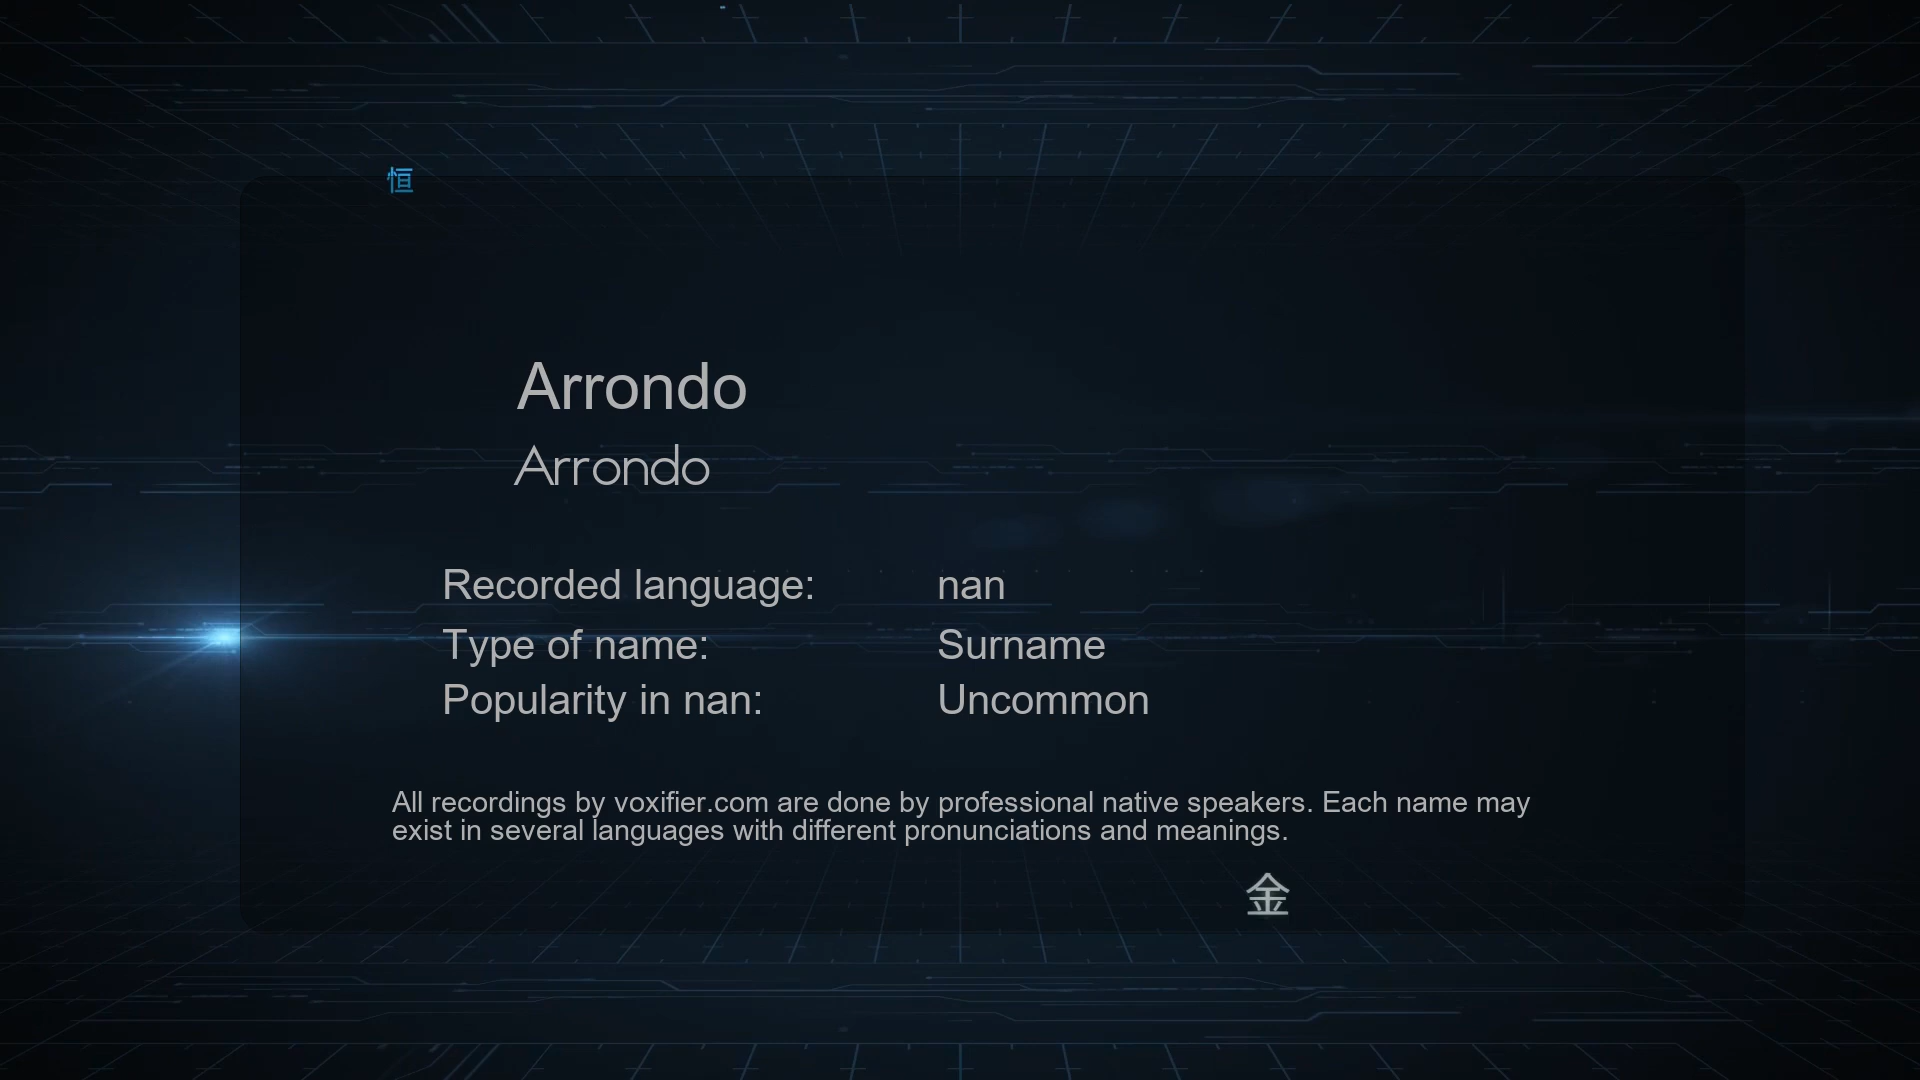 恒
Arrondo
Arrondo
Recorded language: nan
Type of name: Surname
Popularity in nan: Uncommon
All recordings by voxifier.com are done by professional native speakers. Each name may
exist in several languages with different pronunciations and meanings.
金